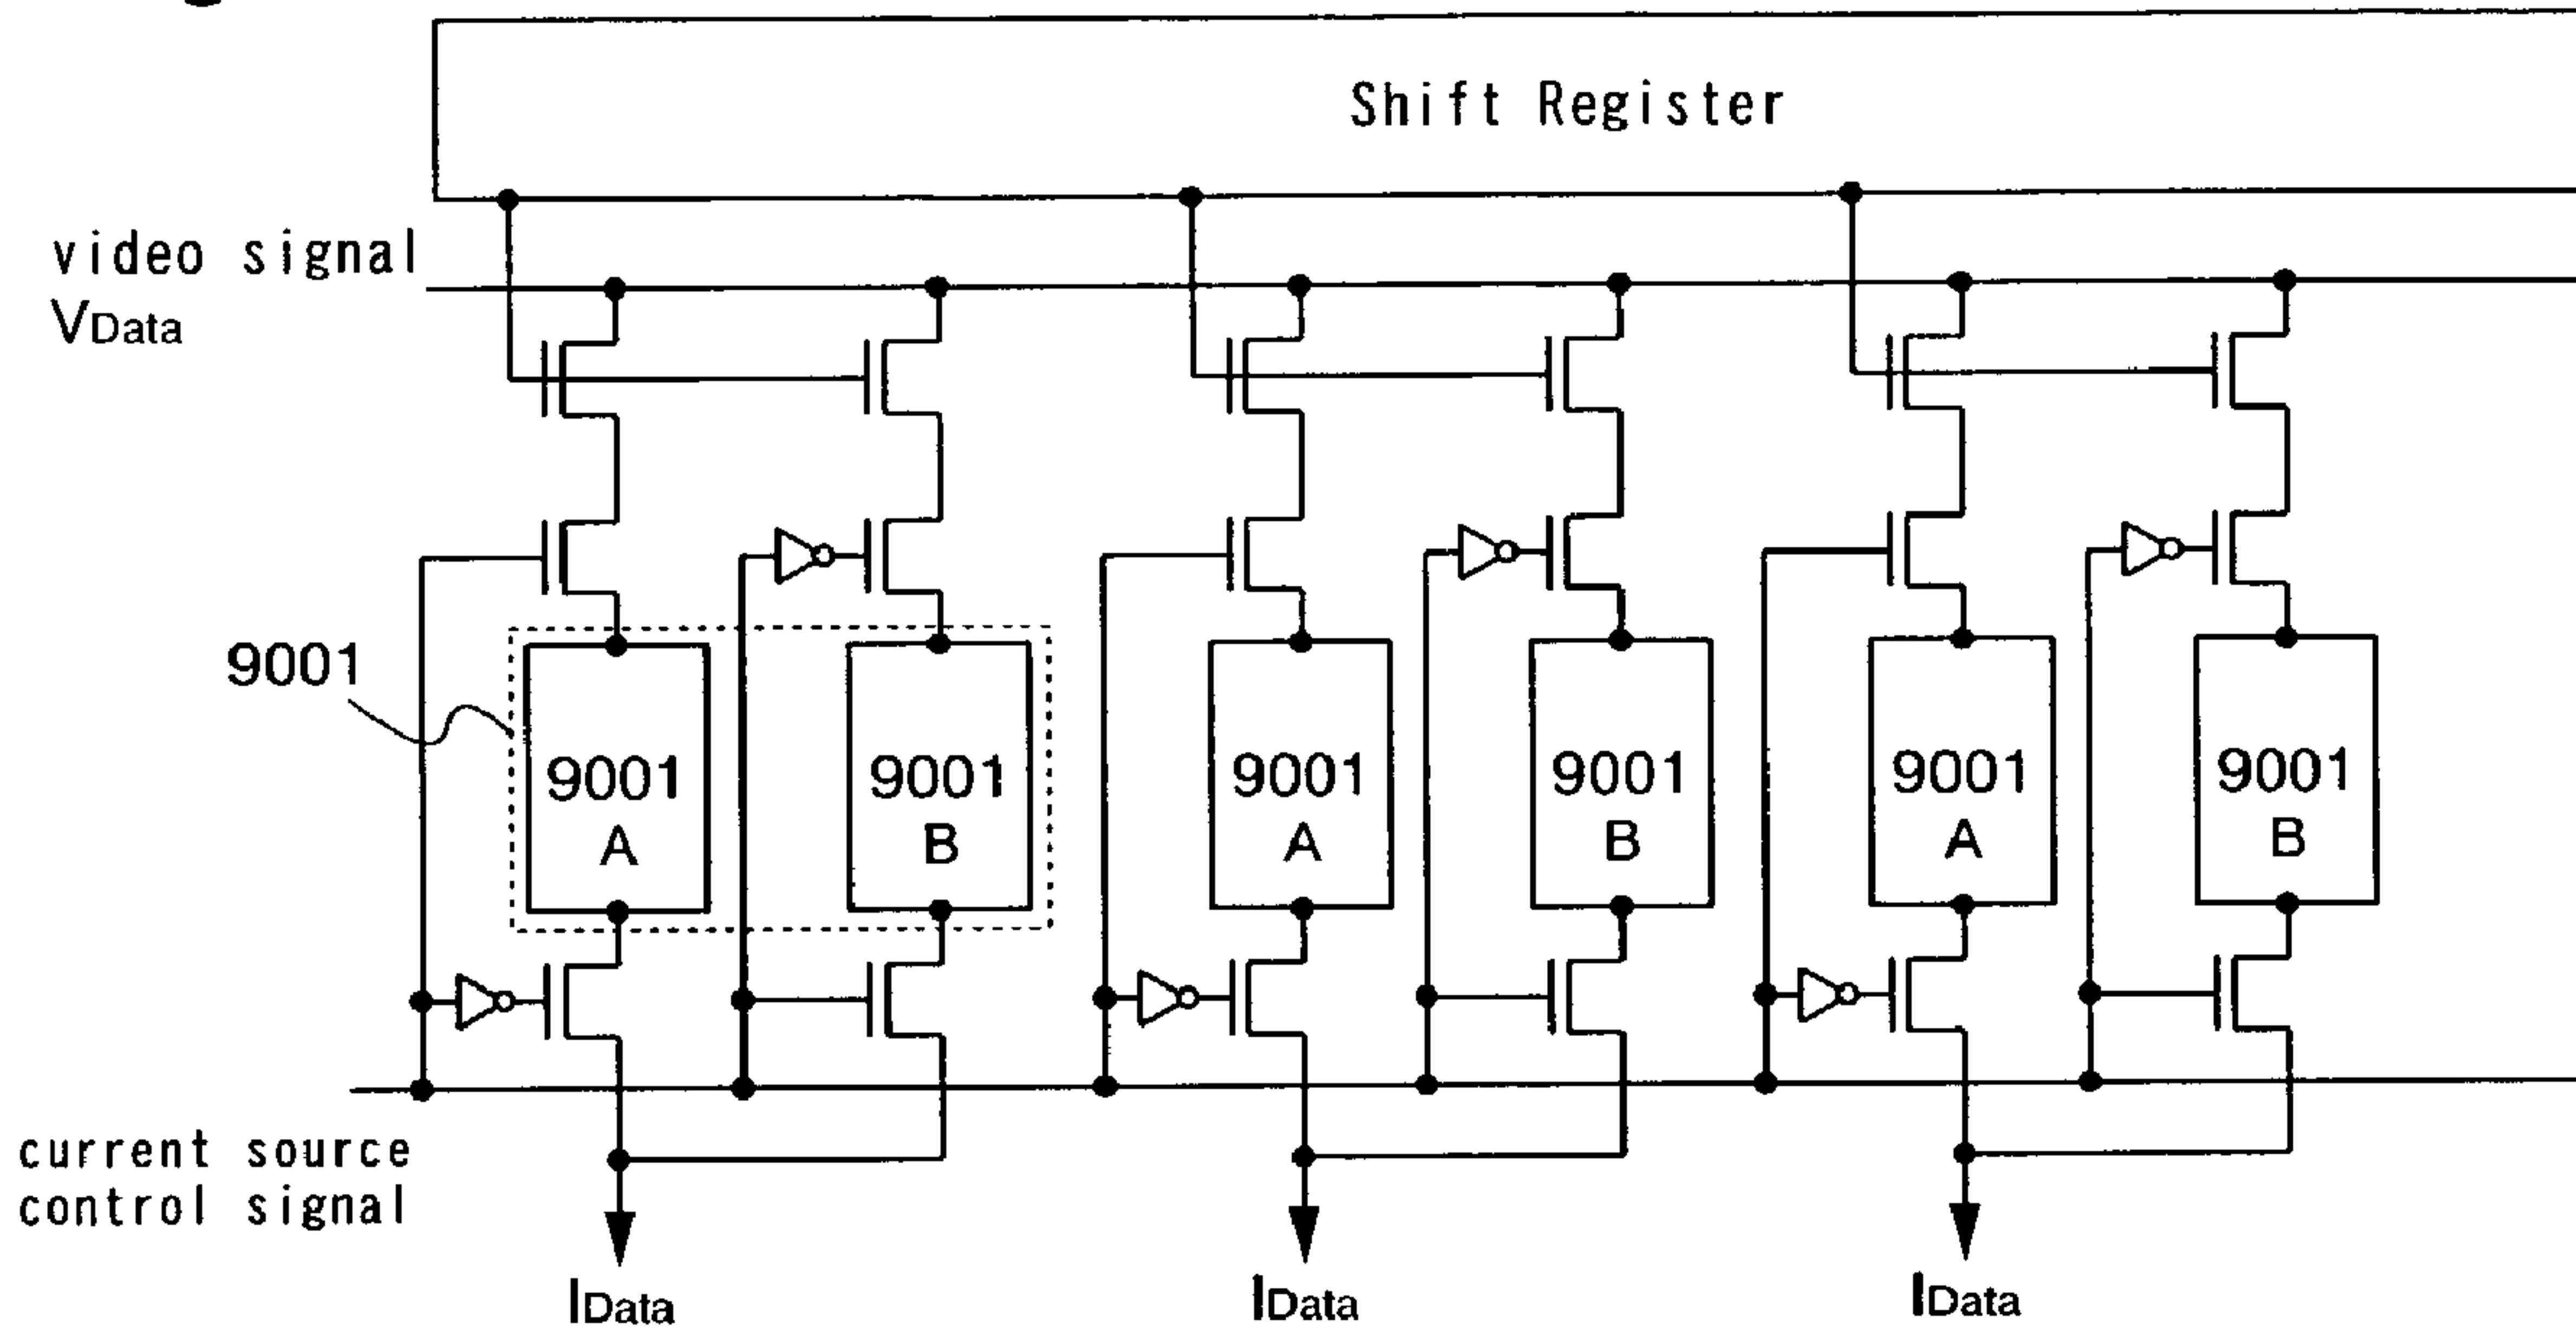 Shift Register
video signal
VData
9001
9001
A
9001
B
9001
A
9001
B
9001
A
9001
B
current source
control signal
IData
IData
IData